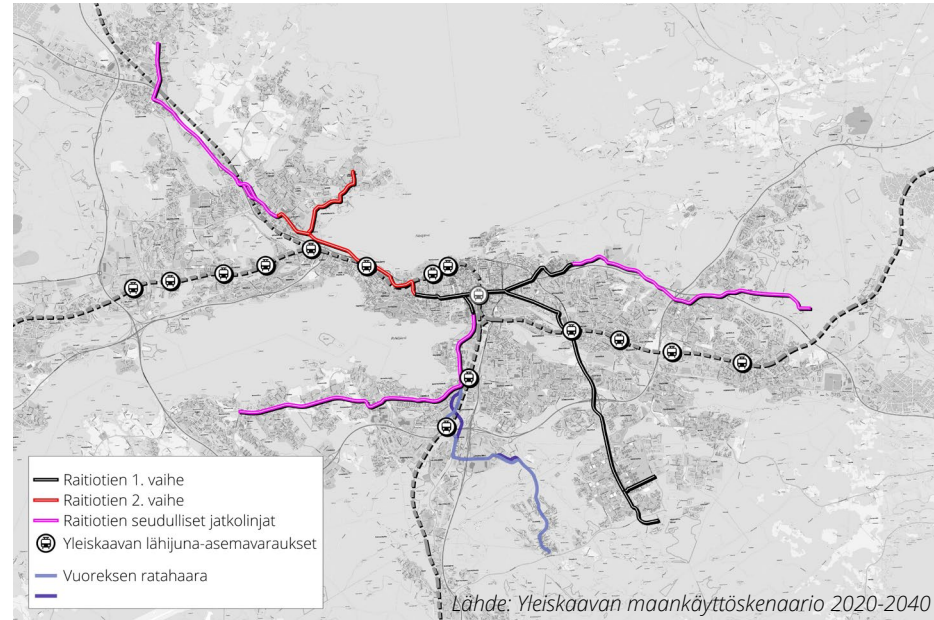 Raitiotien 1. vaihe
Raitiotien 2. vaihe
Raitiotien seudulliset jatkolinjat
Yleiskaavan lähijuna-asemavaraukset
Vuoreksen ratahaara
Lähde: Yleiskaavan maankäyttöskenaario 2020-2040